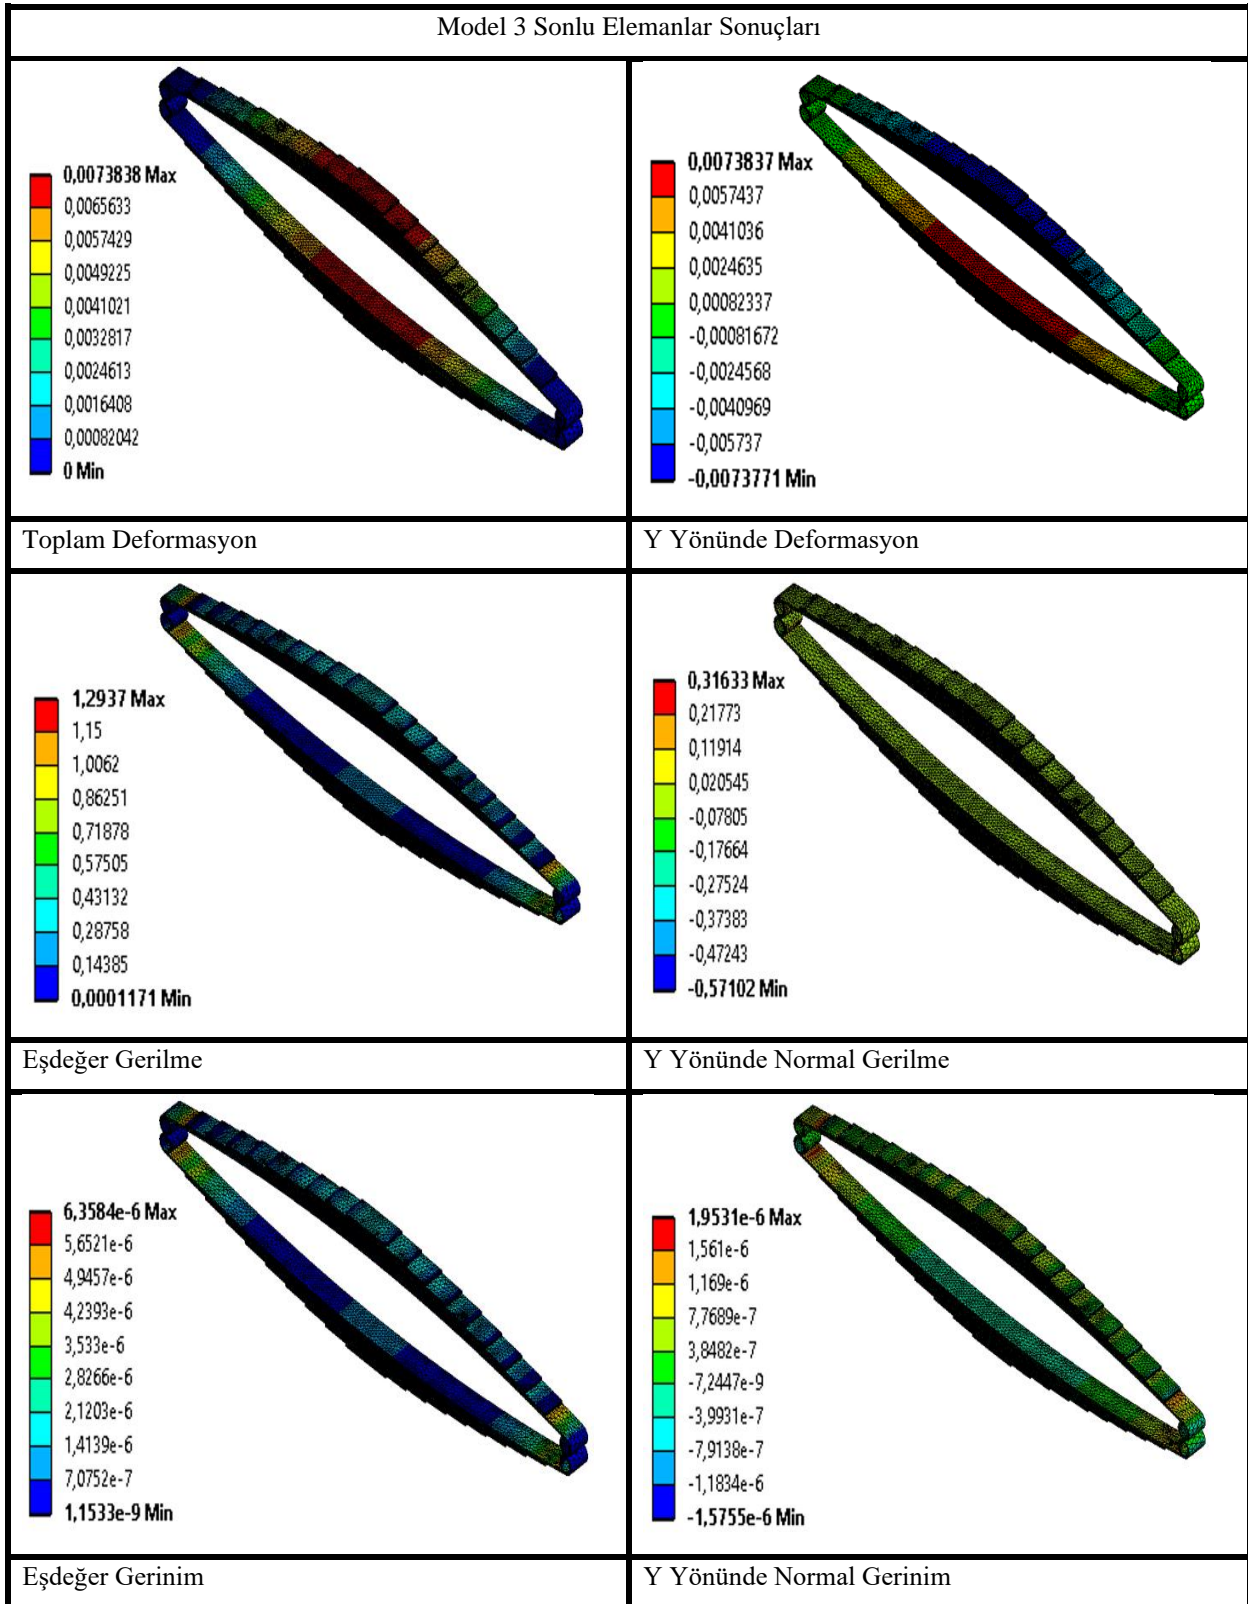 Model 3 Sonlu Elemanlar Sonuçları
0,0073838 Max
0,0065633
0,0057429
0,0049225
0,0041021
0,0032817
0,0024613
0,0016408
0,00082042
0 Min
0,0073837 Max
0,0057437
0,0041036
0,0024635
0,00082337
-0,00081672
-0,0024568
-0,0040969
-0,005737
-0,0073771 Min
Toplam Deformasyon
Y Yönünde Deformasyon
1,2937 Max
1,15
1,0062
0,86251
0,71878
0,57505
0,43132
0,28758
0,14385
0,0001171 Min
0,31633 Max
0,21773
0,11914
0,020545
-0,07805
-0,17664
-0,27524
-0,37383
-0,47243
-0,57102 Min
Eşdeğer Gerilme
Y Yönünde Normal Gerilme
6,3584e-6 Max
5,6521e-6
4,9457e-6
4,2393e-6
3,533e-6
2,8266e-6
2,1203e-6
1,4139e-6
7,0752e-7
1,1533e-9 Min
1,9531e-6 Max
1,561e-6
1,169e-6
7,7689e-7
3,8482e-7
-7,2447e-9
-3,9931e-7
-7,9138e-7
-1,1834e-6
-1,5755e-6 Min
Eşdeğer Gerinim
Y Yönünde Normal Gerinim